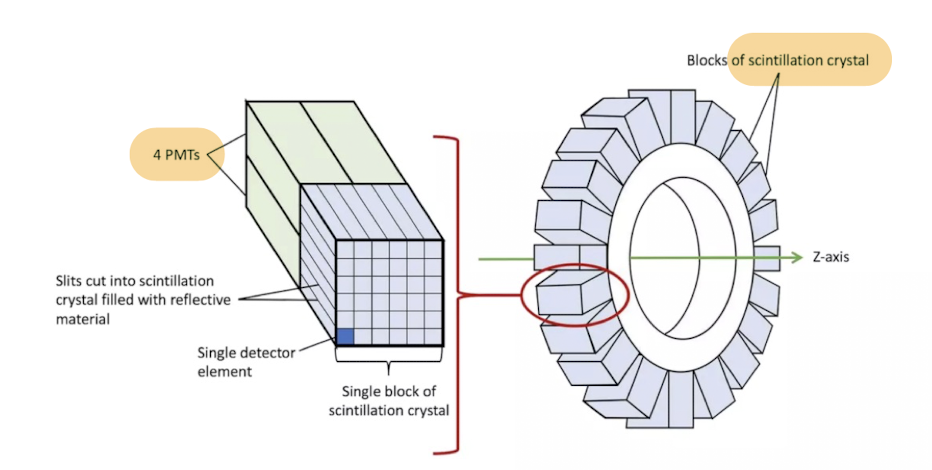 Blocks of scintillation crystal
4 PMTs
Z-axis
Slits cut into scintillation
crystal filled with reflective
material
Single detector
element
Single block of
scintillation crystal